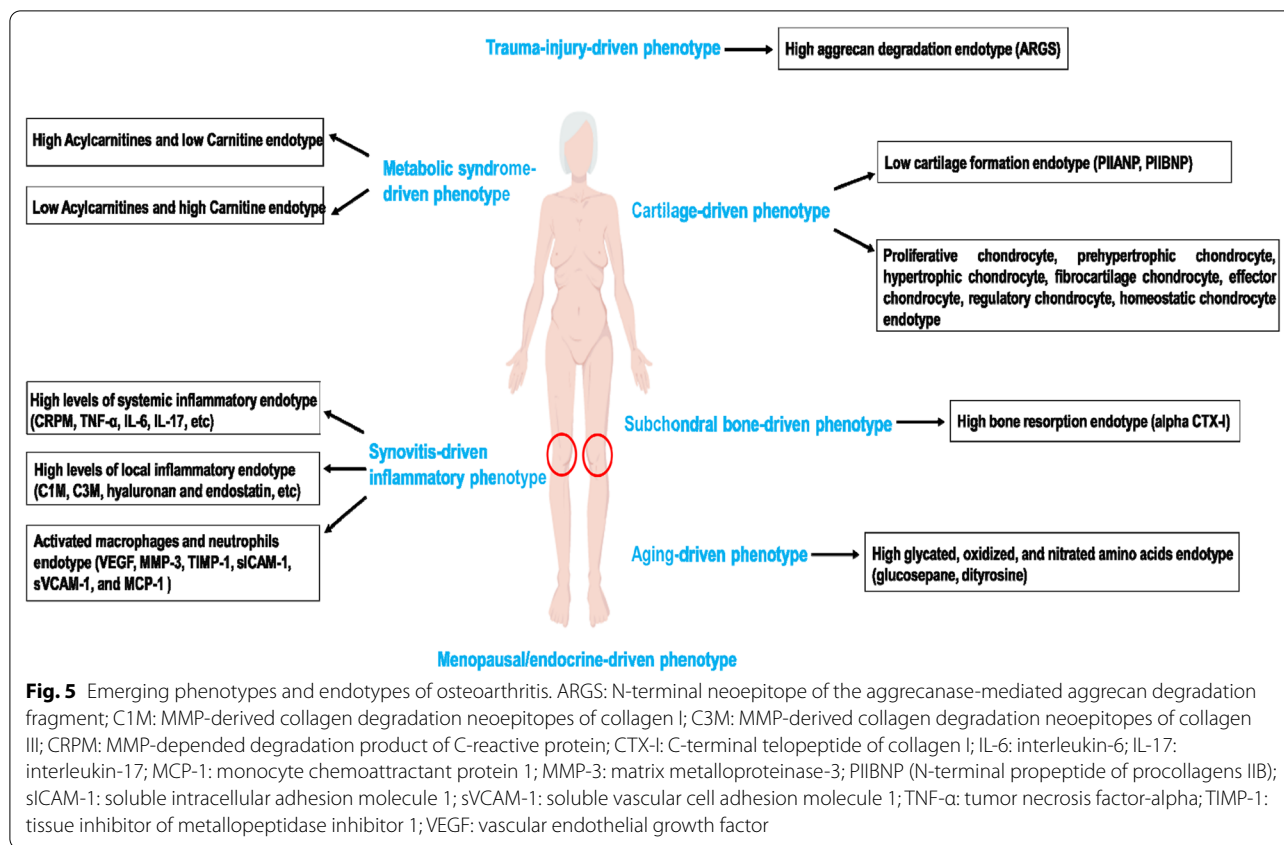 Trauma-injury-driven phenotype
High aggrecan degradation endotype (ARGS)
High Acylcarnitines and low Carnitine endotype
Low Acylcarnitines and high Carnitine endotype
Metabolic syndrome-
driven phenotype
Cartilage-driven phenotype
Low cartilage formation endotype (PIIANP, PIIBNP)
Proliferative chondrocyte, prehypertrophic chondrocyte,
hypertrophic chondrocyte, fibrocartilage chondrocyte, effector
chondrocyte, regulatory chondrocyte, homeostatic chondrocyte
endotype
High levels of systemic inflammatory endotype
(CRPM, TNF-α, IL-6, IL-17, etc)
High levels of local inflammatory endotype
(C1M, C3M, hyaluronan and endostatin, etc)
Activated macrophages and neutrophils
endotype (VEGF, MMP-3, TIMP-1, sICAM-1,
sVCAM-1, and MCP-1 )
Synovitis-driven
inflammatory phenotype
Subchondral bone-driven phenotype
High bone resorption endotype (alpha CTX-I)
Aging-driven phenotype
High glycated, oxidized, and nitrated amino acids endotype
(glucosepane, dityrosine)
Menopausal/endocrine-driven phenotype
Fig. 5 Emerging phenotypes and endotypes of osteoarthritis. ARGS: N-terminal neoepitope of the aggrecanase-mediated aggrecan degradation
fragment; C1M: MMP-derived collagen degradation neoepitopes of collagen I; C3M: MMP-derived collagen degradation neoepitopes of collagen
III; CRPM: MMP-depended degradation product of C-reactive protein; CTX-I: C-terminal telopeptide of collagen I; IL-6: interleukin-6; IL-17:
interleukin-17; MCP-1: monocyte chemoattractant protein 1; MMP-3: matrix metalloproteinase-3; PIIBNP (N-terminal propeptide of procollagens IIB);
sICAM-1: soluble intracellular adhesion molecule 1; sVCAM-1: soluble vascular cell adhesion molecule 1; TNF-α: tumor necrosis factor-alpha; TIMP-1:
tissue inhibitor of metallopeptidase inhibitor 1; VEGF: vascular endothelial growth factor